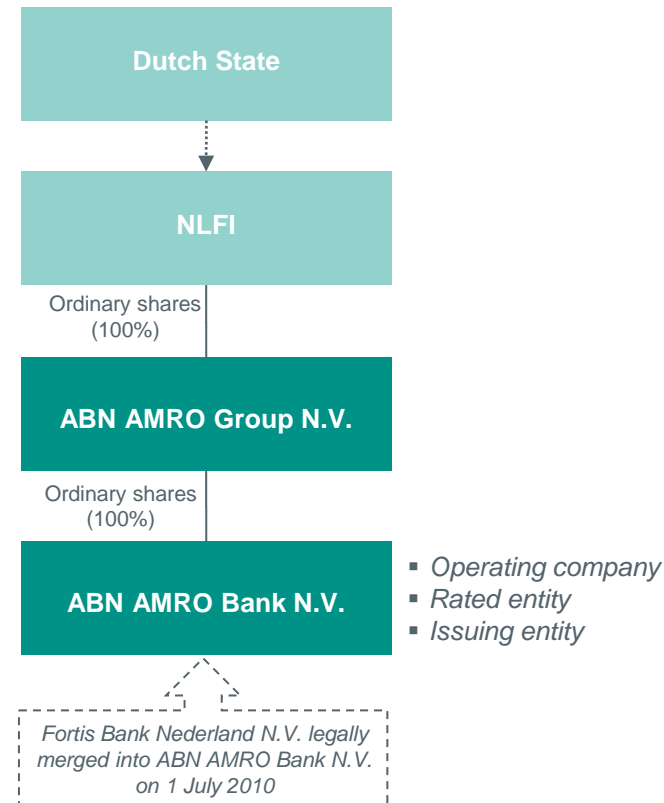 Dutch State
NLFI
Ordinary shares
(100%)
ABN AMRO Group N.V.
Ordinary shares
(100%)
ABN AMRO Bank N.V.
▪ Operating company
▪ Rated entity
▪ Issuing entity
Fortis Bank Nederland N.V. legally
merged into ABN AMRO Bank N.V.
on 1 July 2010